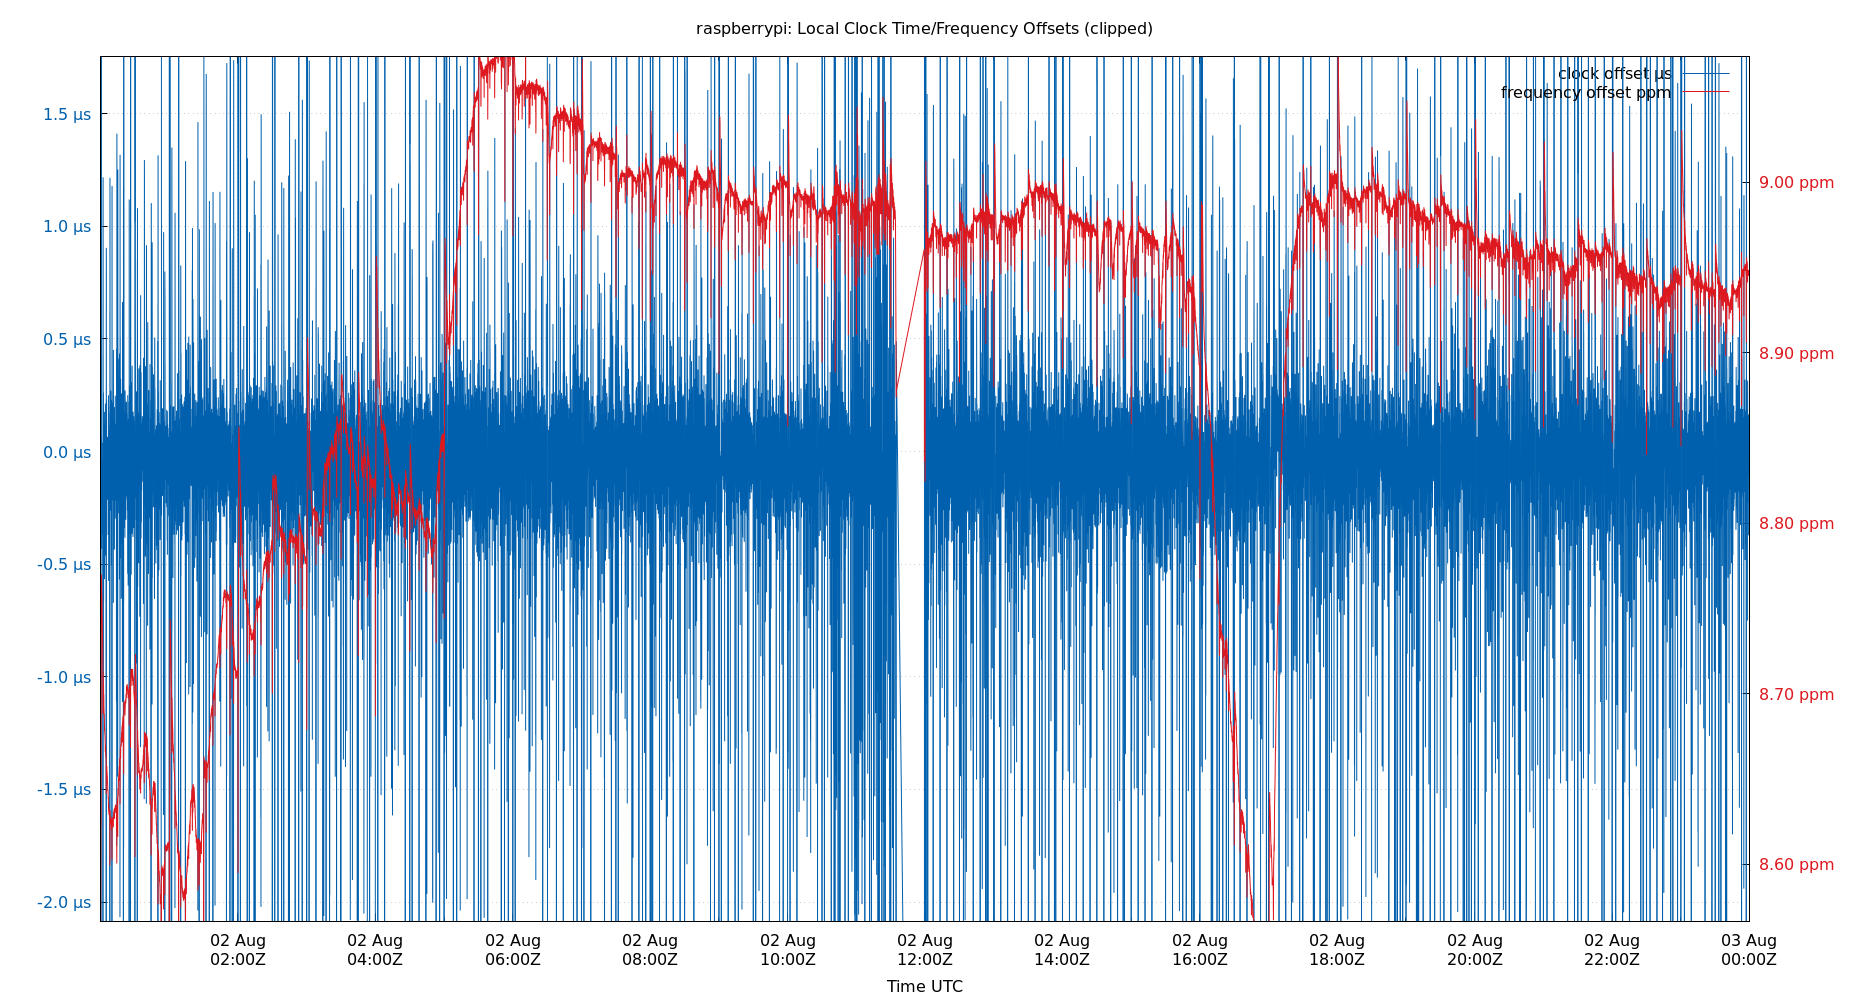 raspberrypi: Local Clock Time/Frequency Offsets (clipped)
clock offset µs
frequency offset ppm
1.5 µs
1.0 µs
0.5 µs
0.0 µs
-0.5 µs
-1.0 µs
-1.5 µs
-2.0 µs
9.00 ppm
8.90 ppm
8.80 ppm
8.70 ppm
8.60 ppm
02 Aug 02 Aug 02 Aug 02 Aug 02 Aug 02 Aug 02 Aug 02 Aug 02 Aug 02 Aug 02 Aug 03 Aug
02:00Z 04:00Z 06:00Z 08:00Z 10:00Z 12:00Z 14:00Z 16:00Z 18:00Z 20:00Z 22:00Z 00:00Z
Time UTC